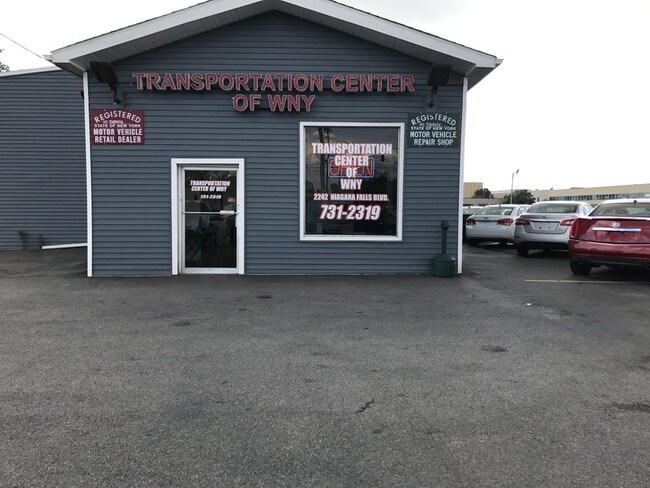 TRANSPORTATION CENTER
OF WNY
REGISTERED
STATE OF NEW YORK
MOTOR VEHICLE
RETAIL DEALER
REGISTERED
STATE OF NEW YORK
MOTOR VEHICLE
REPAIR SHOP
TRANSPORTATION
CENTER OF WNY
731-2319
TRANSPORTATION
CENTER
OPEN
OF
WNY
2242 NIAGARA FALLS BLVD.
731-2319